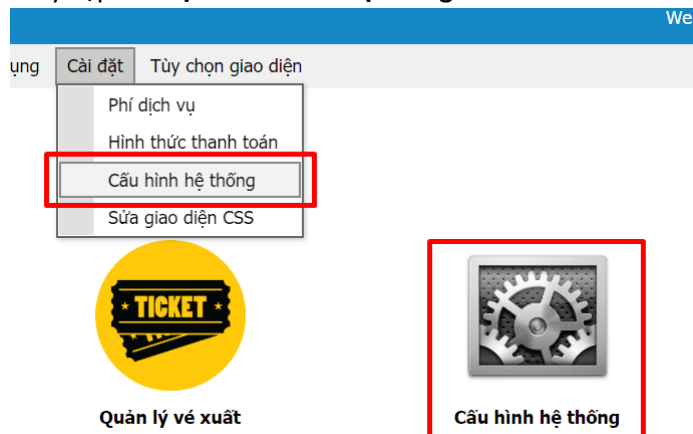 We
ụng Cài đặt Tùy chọn giao diện
Phí dịch vụ
Hình thức thanh toán
Cấu hình hệ thống
Sửa giao diện CSS
TICKET
Quản lý vé xuất Cấu hình hệ thống